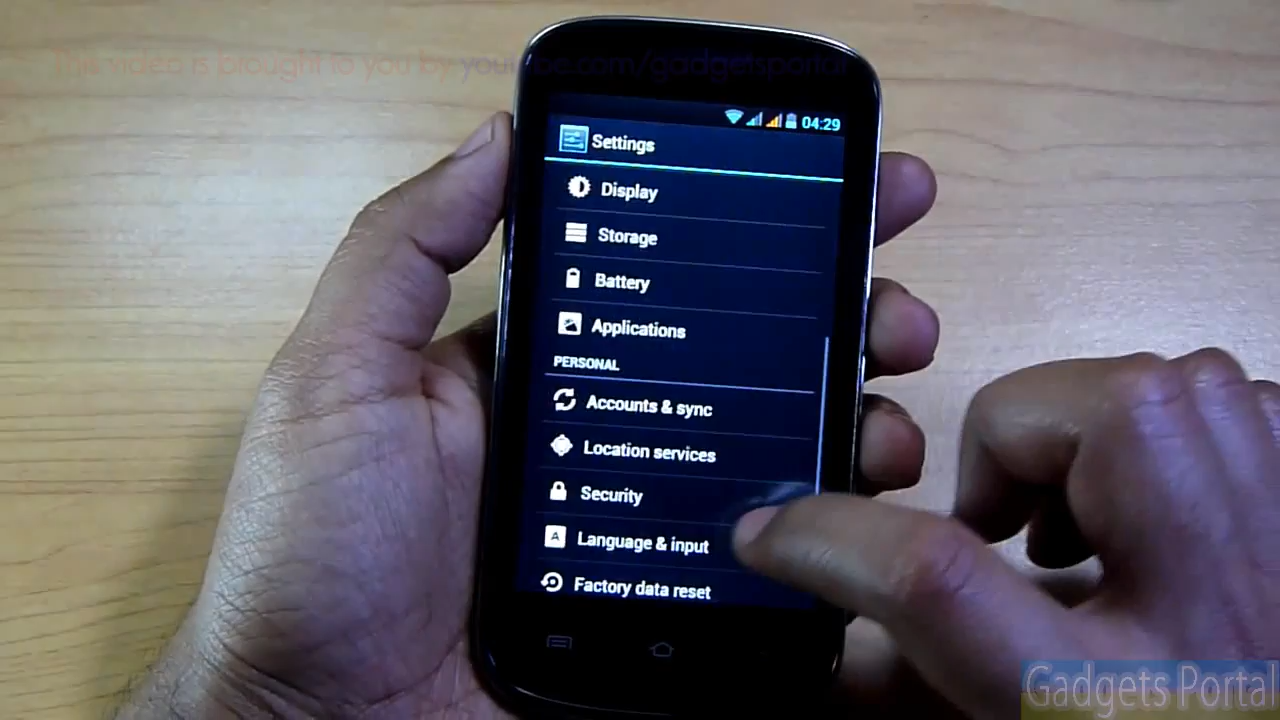 This video is brought to you by youtube.com/gadgetsportal
04:29
Settings
Display
Storage
Battery
Applications
PERSONAL
Accounts & sync
Location services
Security
Language & input
Factory data reset
Gadgets Portal